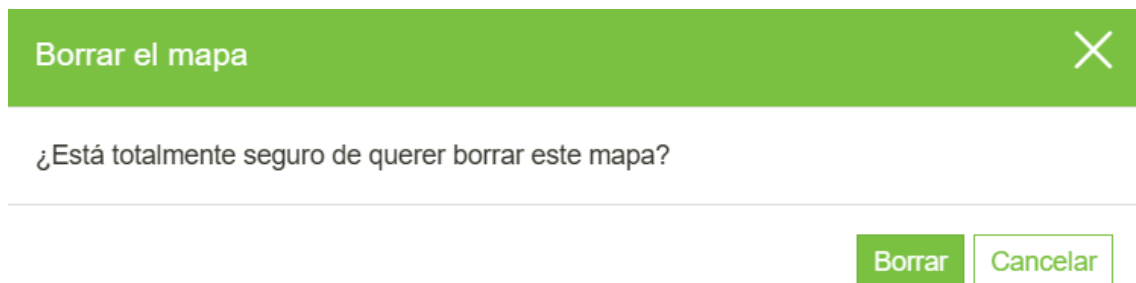 Borrar el mapa
¿Está totalmente seguro de querer borrar este mapa?
Borrar Cancelar